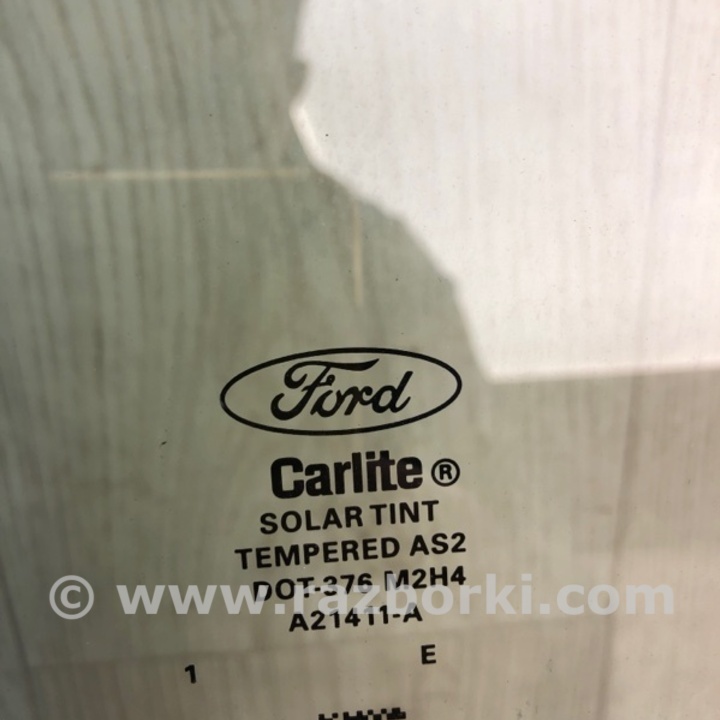 Ford
Carlite®
SOLAR TINT
TEMPERED AS2
DOT-376 M2H4
© www.razborki.com
A21411-A
1 E